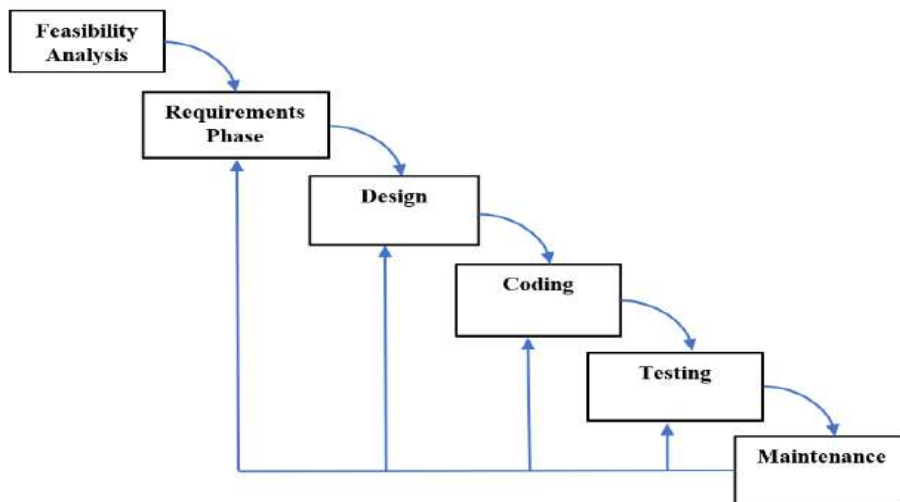 Feasibility
Analysis
Requirements
Phase
Design
Coding
Testing
Maintenance